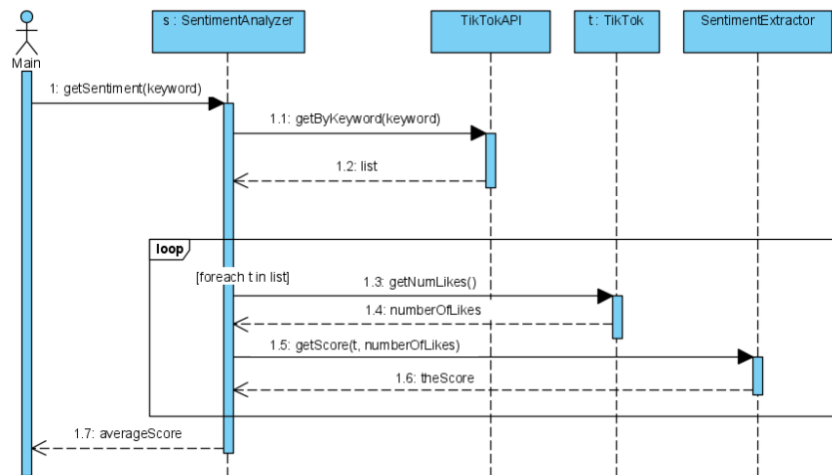 s : SentimentAnalyzer
TikTokAPI
t : TikTok
SentimentExtractor
Main
1: getSentiment(keyword)
1.1: getByKeyword(keyword)
1.2: list
loop
[foreach t in list]
1.3: getNumLikes()
1.4: numberOfLikes
1.5: getScore(t, numberOfLikes)
1.6: theScore
1.7: averageScore